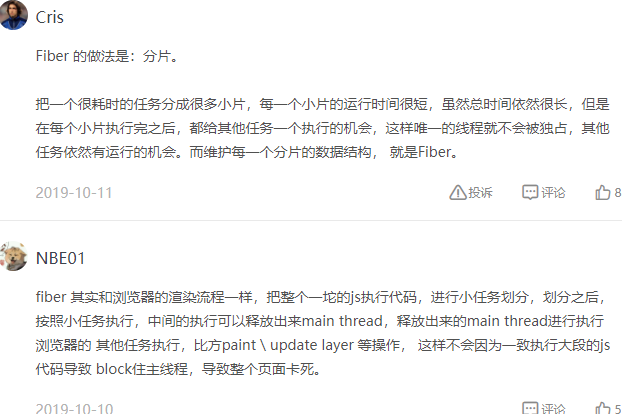 Cris
Fiber 的做法是：分片。
把一个很耗时的任务分成很多小片，每一个小片的运行时间很短，虽然总时间依然很长，但是
在每个小片执行完之后，都给其他任务一个执行的机会，这样唯一的线程就不会被独占，其他
任务依然有运行的机会。而维护每一个分片的数据结构， 就是Fiber。
2019-10-11 投诉 评论 8
NBE01
fiber 其实和浏览器的渲染流程一样，把整个一坨的js执行代码，进行小任务划分，划分之后，
按照小任务执行，中间的执行可以释放出来main thread，释放出来的main thread进行执行
浏览器的 其他任务执行，比方paint \ update layer 等操作， 这样不会因为一致执行大段的js
代码导致 block住主线程，导致整个页面卡死。
2019-10-10 评论 5